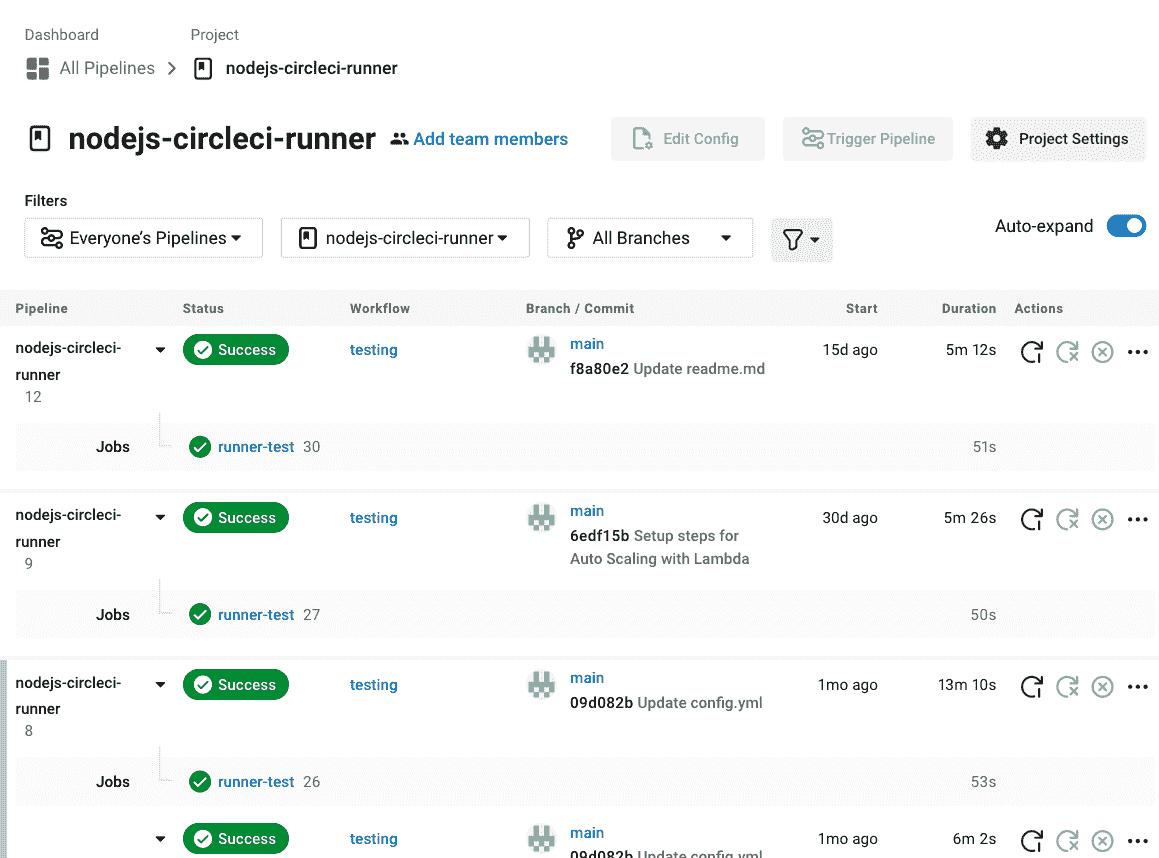 Dashboard Project
All Pipelines nodejs-circleci-runner
nodejs-circleci-runner Add team members Edit Config Trigger Pipeline Project Settings
Filters
Everyone’s Pipelines nodejs-circleci-runner All Branches Auto-expand
Pipeline Status Workflow Branch / Commit Start Duration Actions
nodejs-circleci- Success testing main 15d ago 5m 12s
runner f8a80e2 Update readme.md
12
Jobs runner-test 30 51s
nodejs-circleci- Success testing main 30d ago 5m 26s
runner 6edf15b Setup steps for
9 Auto Scaling with Lambda
Jobs runner-test 27 50s
nodejs-circleci- Success testing main 1mo ago 13m 10s
runner 09d082b Update config.yml
8
Jobs runner-test 26 53s
Success testing main 1mo ago 6m 2s
09d082b Update config.yml